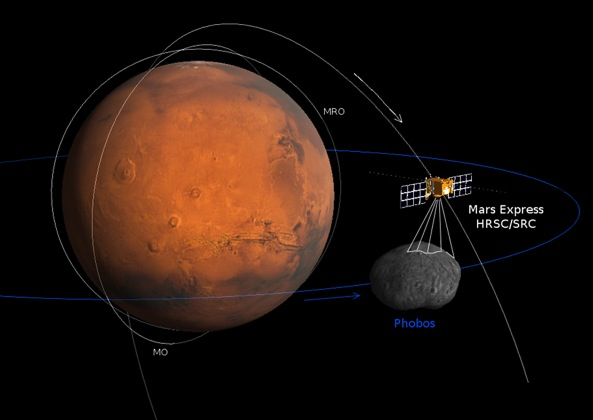 MRO
Mars Express
HRSC/SRC
Phobos
MO